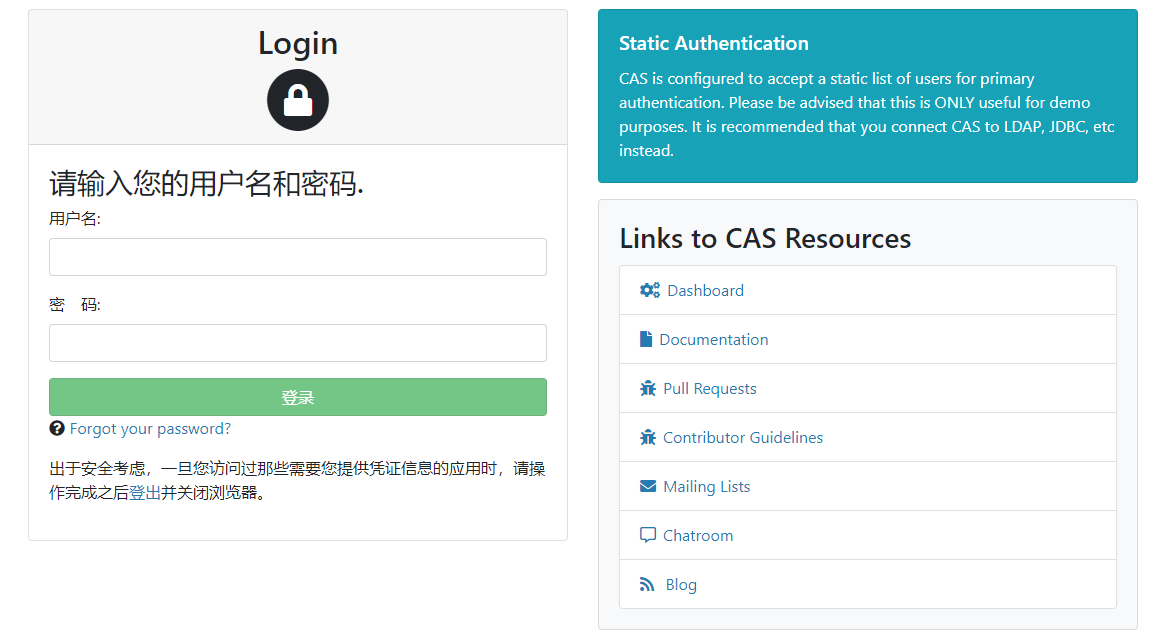 Login
请输入您的用户名和密码.
用户名:
密　码:
登录
Forgot your password?
出于安全考虑，一旦您访问过那些需要您提供凭证信息的应用时，请操
作完成之后登出并关闭浏览器。
Static Authentication
CAS is configured to accept a static list of users for primary
authentication. Please be advised that this is ONLY useful for demo
purposes. It is recommended that you connect CAS to LDAP, JDBC, etc
instead.
Links to CAS Resources
Dashboard
Documentation
Pull Requests
Contributor Guidelines
Mailing Lists
Chatroom
Blog